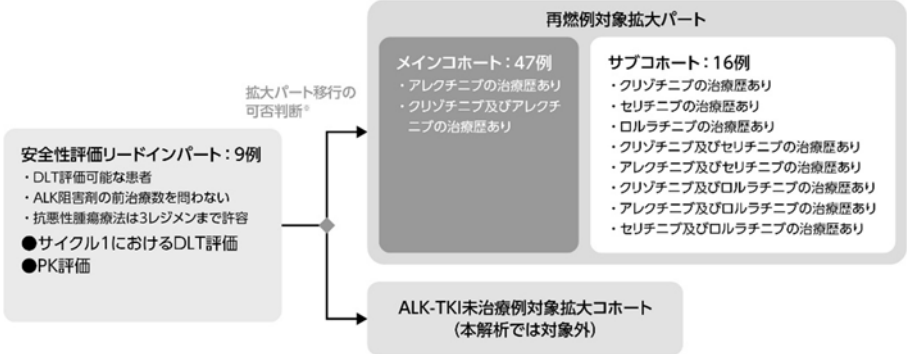 再燃例対象拡大パート
メインコホート：47例
・アレクチニブの治療歴あり
・クリゾチニブ及びアレクチ
ニブの治療歴あり
サブコホート：16例
・クリゾチニブの治療歴あり
・セリチニブの治療歴あり
・ロルラチニブの治療歴あり
・クリゾチニブ及びセリチニブの治療歴あり
・アレクチニブ及びセリチニブの治療歴あり
・クリゾチニブ及びロルラチニブの治療歴あり
・アレクチニブ及びロルラチニブの治療歴あり
・セリチニブ及びロルラチニブの治療歴あり
拡大パート移行の
可否判断
安全性評価リードインパート：9例
・DLT評価可能な患者
・ALK阻害剤の前治療数を問わない
・抗悪性腫瘍療法は3レジメンまで許容
●サイクル1におけるDLT評価
●PK評価
ALK-TKI未治療例対象拡大コホート
（本解析では対象外）